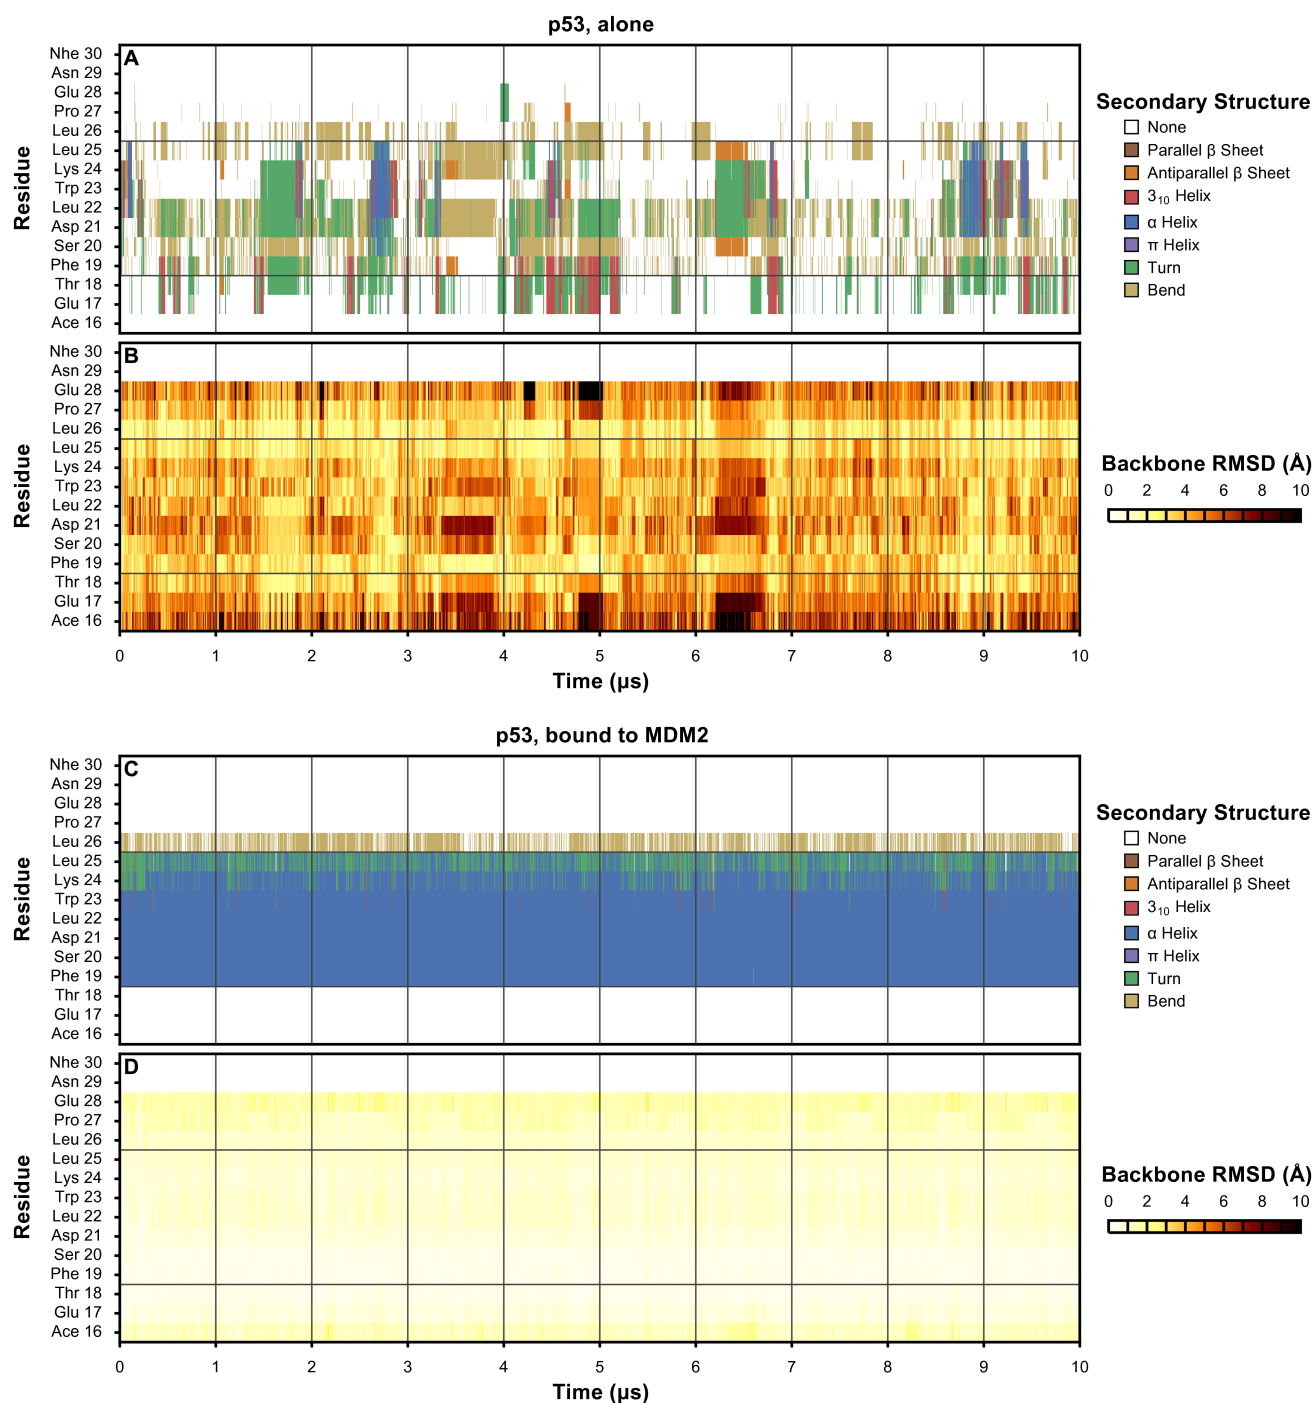 p53, alone
A
Residue
Nhe 30
Asn 29
Glu 28
Pro 27
Leu 26
Leu 25
Lys 24
Trp 23
Leu 22
Asp 21
Ser 20
Phe 19
Thr 18
Glu 17
Ace 16
Secondary Structure
None
Parallel β Sheet
Antiparallel β Sheet
3₁₀ Helix
α Helix
π Helix
Turn
Bend
B
Residue
Nhe 30
Asn 29
Glu 28
Pro 27
Leu 26
Leu 25
Lys 24
Trp 23
Leu 22
Asp 21
Ser 20
Phe 19
Thr 18
Glu 17
Ace 16
Backbone RMSD (Å)
0 2 4 6 8 10
0 1 2 3 4 5 6 7 8 9 10
Time (μs)
p53, bound to MDM2
C
Residue
Nhe 30
Asn 29
Glu 28
Pro 27
Leu 26
Leu 25
Lys 24
Trp 23
Leu 22
Asp 21
Ser 20
Phe 19
Thr 18
Glu 17
Ace 16
Secondary Structure
None
Parallel β Sheet
Antiparallel β Sheet
3₁₀ Helix
α Helix
π Helix
Turn
Bend
D
Residue
Nhe 30
Asn 29
Glu 28
Pro 27
Leu 26
Leu 25
Lys 24
Trp 23
Leu 22
Asp 21
Ser 20
Phe 19
Thr 18
Glu 17
Ace 16
Backbone RMSD (Å)
0 2 4 6 8 10
0 1 2 3 4 5 6 7 8 9 10
Time (μs)